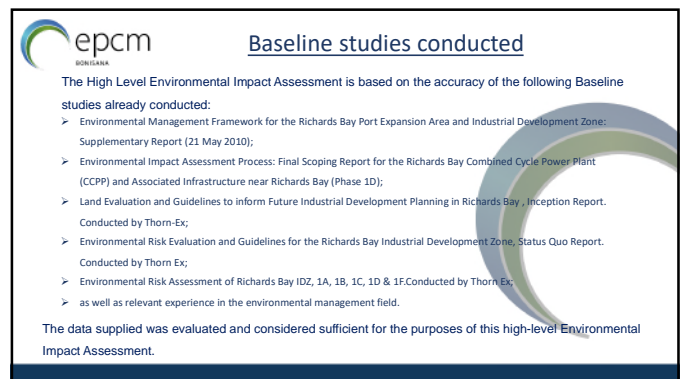 epcm
BONISANA
Baseline studies conducted
The High Level Environmental Impact Assessment is based on the accuracy of the following Baseline
studies already conducted:
➢ Environmental Management Framework for the Richards Bay Port Expansion Area and Industrial Development Zone:
Supplementary Report (21 May 2010);
➢ Environmental Impact Assessment Process: Final Scoping Report for the Richards Bay Combined Cycle Power Plant
(CCPP) and Associated Infrastructure near Richards Bay (Phase 1D);
➢ Land Evaluation and Guidelines to inform Future Industrial Development Planning in Richards Bay , Inception Report.
Conducted by Thorn-Ex;
➢ Environmental Risk Evaluation and Guidelines for the Richards Bay Industrial Development Zone, Status Quo Report.
Conducted by Thorn Ex;
➢ Environmental Risk Assessment of Richards Bay IDZ, 1A, 1B, 1C, 1D & 1F.Conducted by Thorn Ex;
➢ as well as relevant experience in the environmental management field.
The data supplied was evaluated and considered sufficient for the purposes of this high-level Environmental
Impact Assessment.